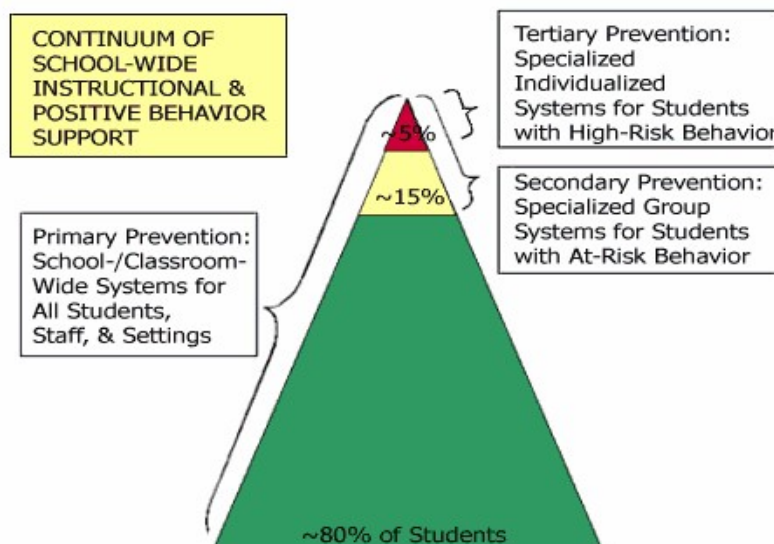 CONTINUUM OF
SCHOOL-WIDE
INSTRUCTIONAL &
POSITIVE BEHAVIOR
SUPPORT
Tertiary Prevention:
Specialized
Individualized
Systems for Students
with High-Risk Behavior
~5%
~15%
Secondary Prevention:
Specialized Group
Systems for Students
with At-Risk Behavior
Primary Prevention:
School-/Classroom-
Wide Systems for
All Students,
Staff, & Settings
~80% of Students